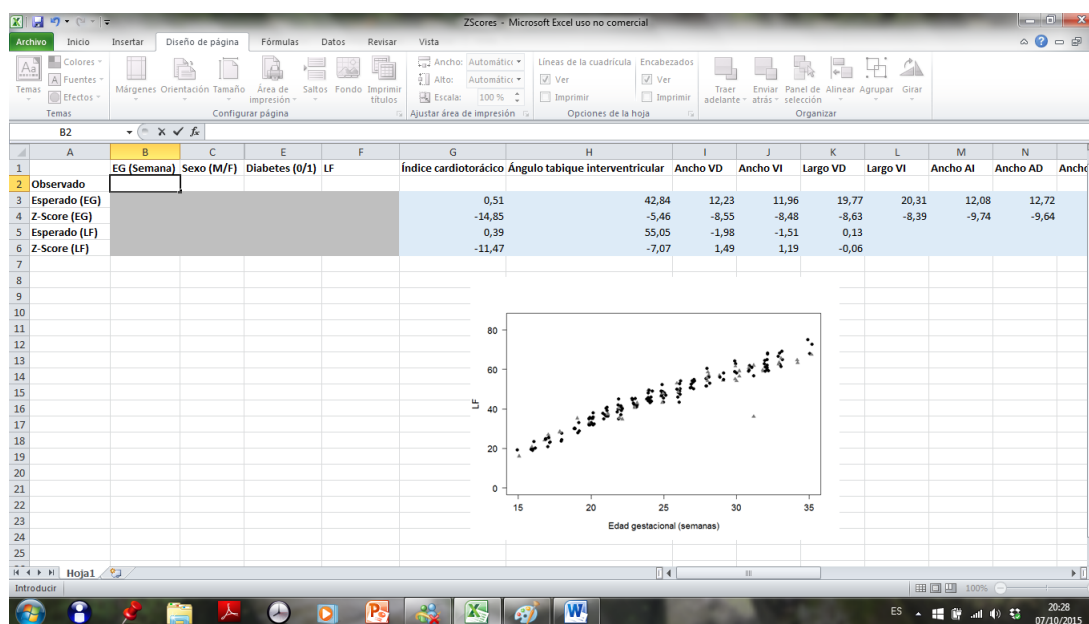 ZScores - Microsoft Excel uso no comercial
Archivo Inicio Insertar Diseño de página Fórmulas Datos Revisar Vista
Aa Colores Ancho: Automátic Líneas de la cuadrícula Encabezados
A Fuentes Alto: Automátic Ver Ver
Efectos Escala: 100 % Imprimir Imprimir
Temas Márgenes Orientación Tamaño Área de impresión Saltos Fondo Imprimir títulos Traer adelante Enviar atrás Panel de selección Alinear Agrupar Girar
Temas Configurar página Ajustar área de impresión Opciones de la hoja Organizar
B2 fx
A B C E F G H I J K L M N
1 EG (Semana) Sexo (M/F) Diabetes (0/1) LF Índice cardiotorácico Ángulo tabique interventricular Ancho VD Ancho VI Largo VD Largo VI Ancho AI Ancho AD Ancho
2 Observado
3 Esperado (EG) 0,51 42,84 12,23 11,96 19,77 20,31 12,08 12,72
4 Z-Score (EG) -14,85 -5,46 -8,55 -8,48 -8,63 -8,39 -9,74 -9,64
5 Esperado (LF) 0,39 55,05 -1,98 -1,51 0,13
6 Z-Score (LF) -11,47 -7,07 1,49 1,19 -0,06
7
8
9
10
11
12
13
14
15
16
17
18
19
20
21
22
23
24
25
80
60
LF
40
20
0
15 20 25 30 35
Edad gestacional (semanas)
Hoja1
Introducir 100%
ES 20:28
07/10/2015